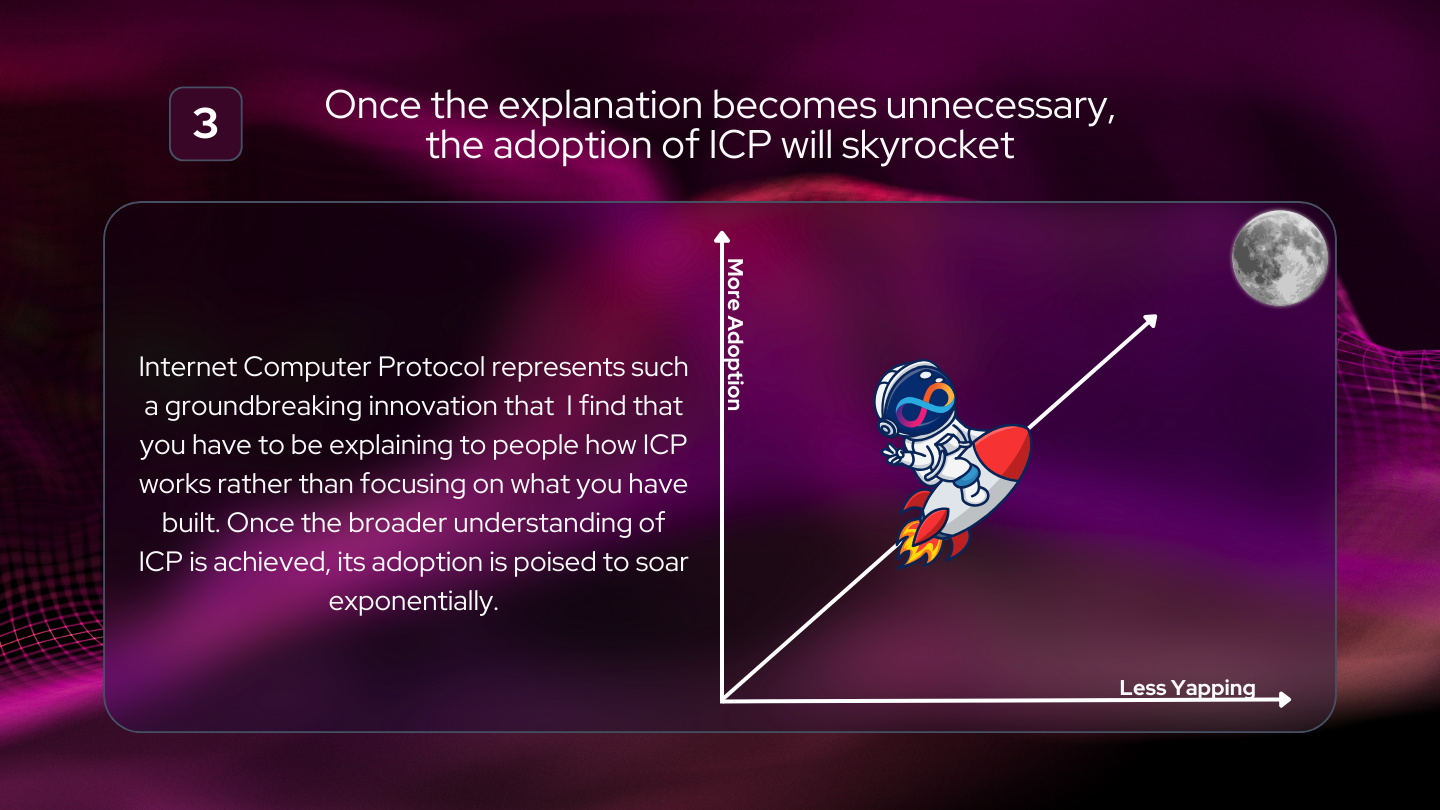 3
Once the explanation becomes unnecessary,
the adoption of ICP will skyrocket
Internet Computer Protocol represents such
a groundbreaking innovation that  I find that
you have to be explaining to people how ICP
works rather than focusing on what you have
built. Once the broader understanding of
ICP is achieved, its adoption is poised to soar
exponentially.
More Adoption
Less Yapping